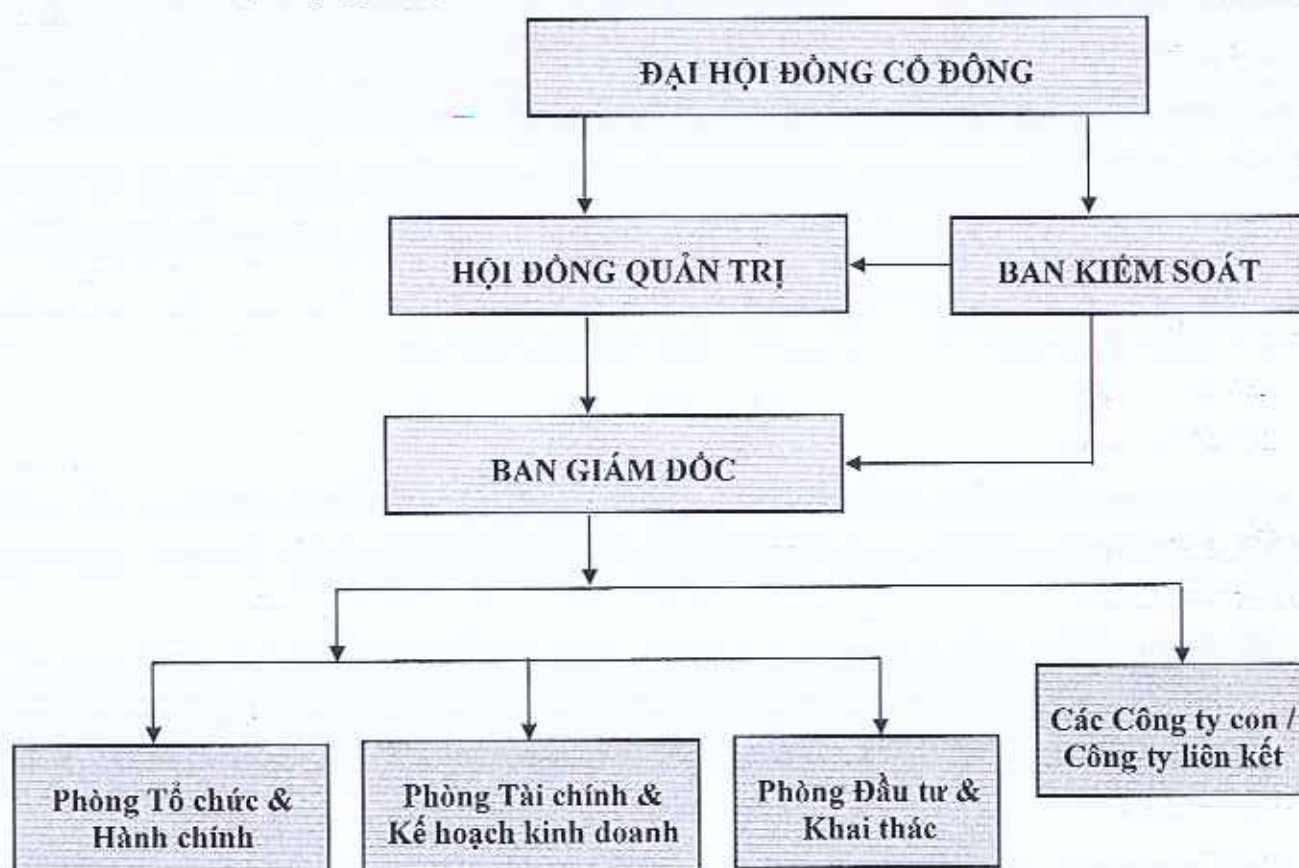 ĐẠI HỘI ĐỒNG CỔ ĐÔNG
HỘI ĐỒNG QUẢN TRỊ
BAN KIỂM SOÁT
BAN GIÁM ĐỐC
Các Công ty con /
Công ty liên kết
Phòng Tổ chức &
Hành chính
Phòng Tài chính &
Kế hoạch kinh doanh
Phòng Đầu tư &
Khai thác